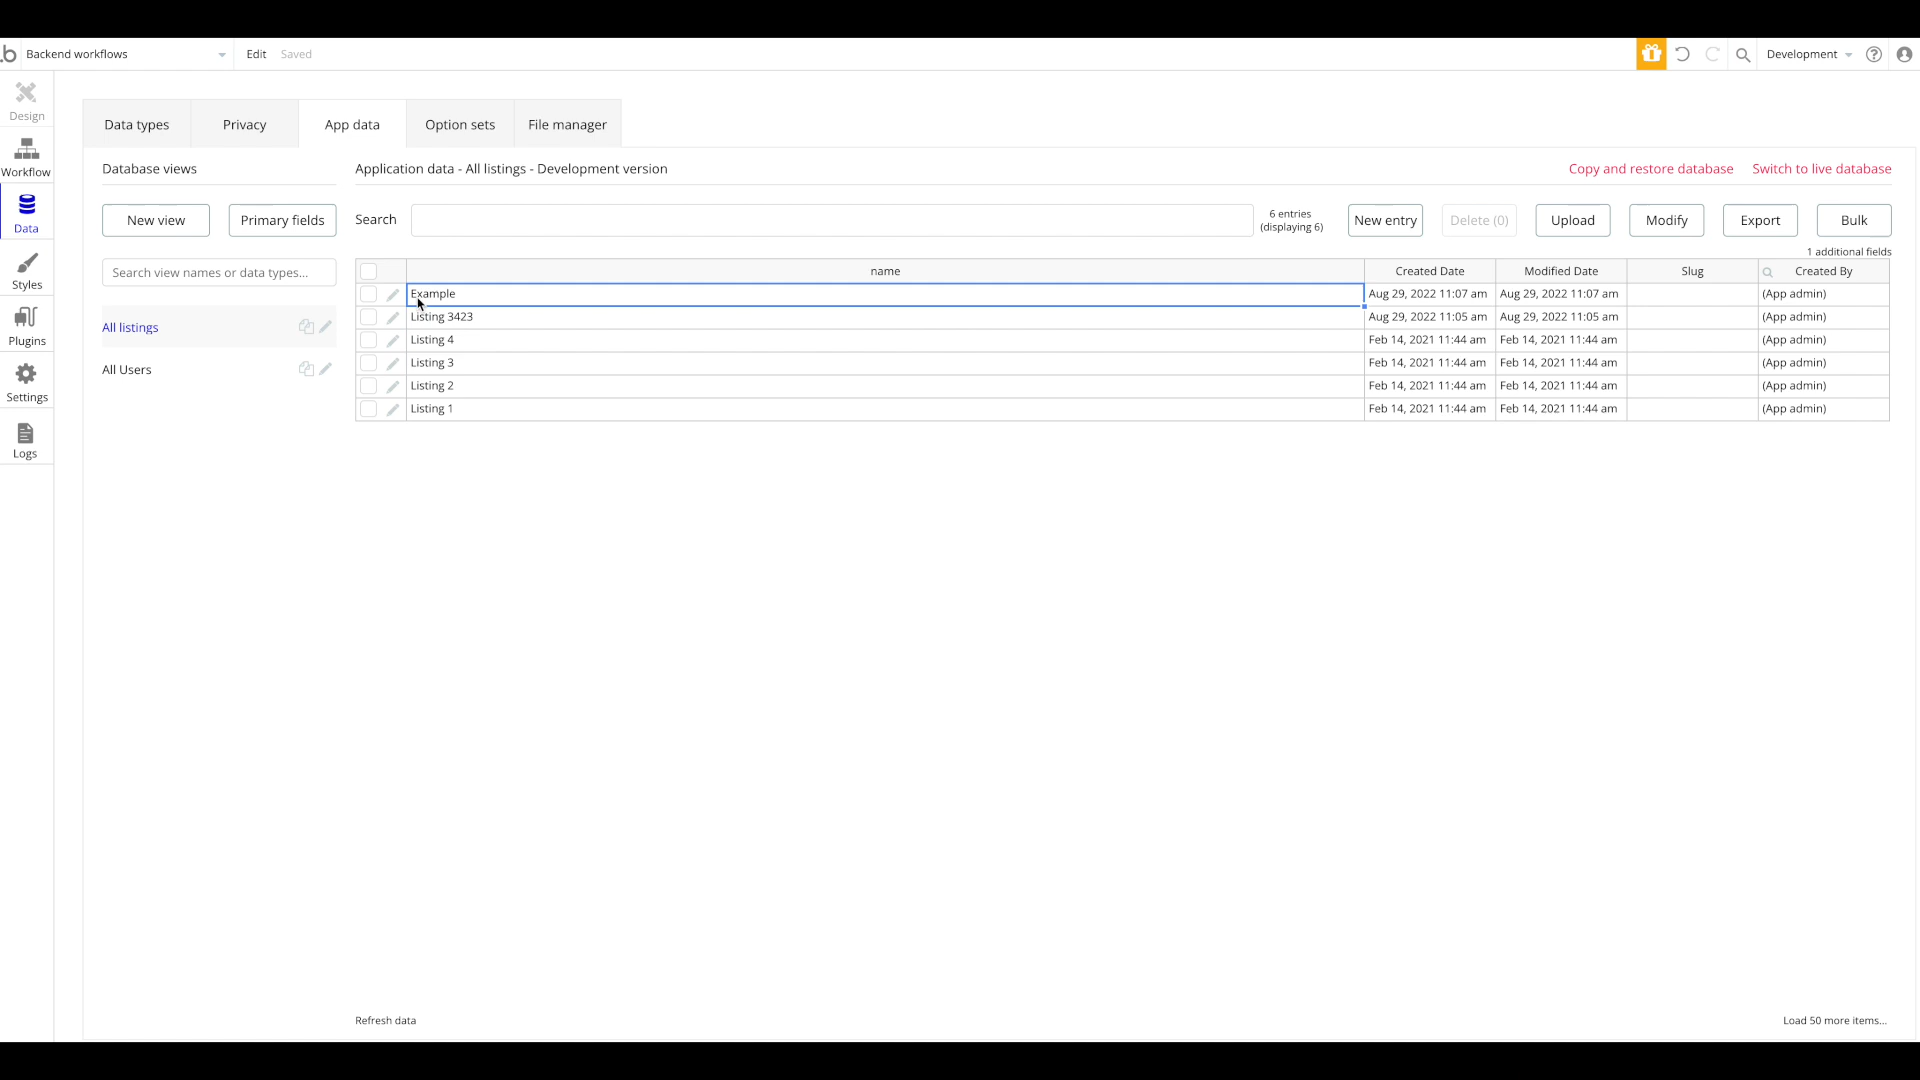 .b Backend workflows Edit Saved Development
Design
Workflow
Data
Styles
Plugins
Settings
Logs
Data types Privacy App data Option sets File manager
Database views
New view Primary fields
Search view names or data types...
All listings
All Users
Application data - All listings - Development version Copy and restore database Switch to live database
Search 6 entries
(displaying 6)
New entry Delete (0) Upload Modify Export Bulk
1 additional fields
name Created Date Modified Date Slug Created By
Example Aug 29, 2022 11:07 am Aug 29, 2022 11:07 am (App admin)
Listing 3423 Aug 29, 2022 11:05 am Aug 29, 2022 11:05 am (App admin)
Listing 4 Feb 14, 2021 11:44 am Feb 14, 2021 11:44 am (App admin)
Listing 3 Feb 14, 2021 11:44 am Feb 14, 2021 11:44 am (App admin)
Listing 2 Feb 14, 2021 11:44 am Feb 14, 2021 11:44 am (App admin)
Listing 1 Feb 14, 2021 11:44 am Feb 14, 2021 11:44 am (App admin)
Refresh data Load 50 more items...